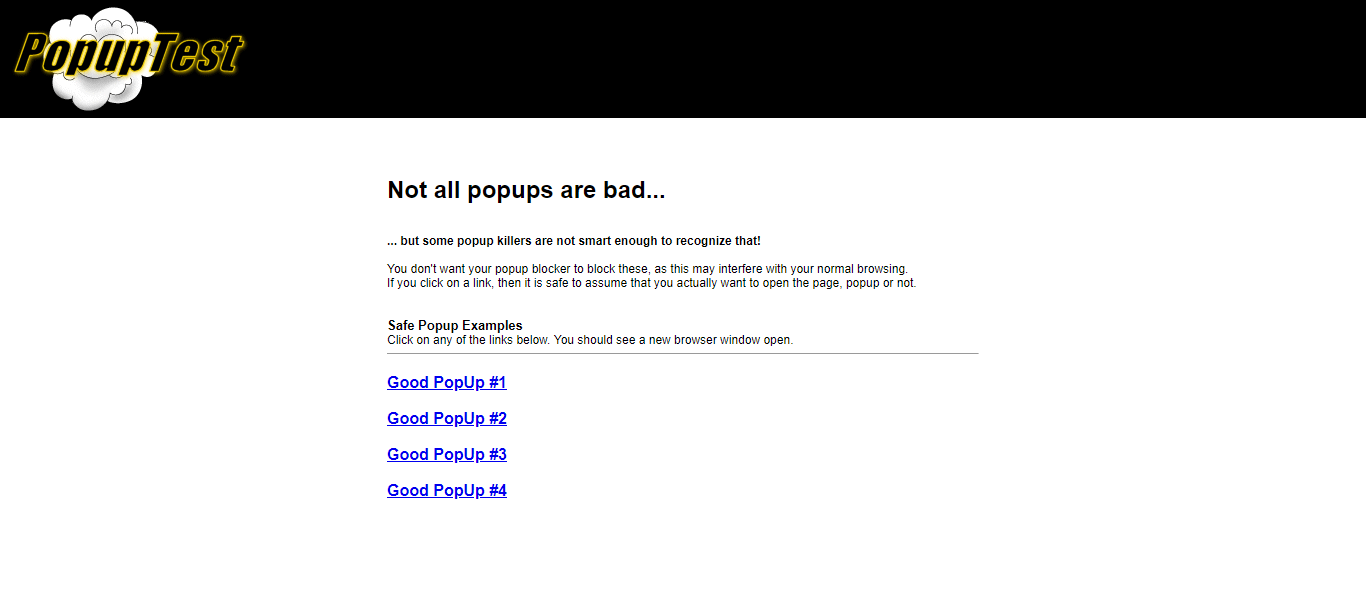 PopupTest
Not all popups are bad...
... but some popup killers are not smart enough to recognize that!
You don't want your popup blocker to block these, as this may interfere with your normal browsing.
If you click on a link, then it is safe to assume that you actually want to open the page, popup or not.
Safe Popup Examples
Click on any of the links below. You should see a new browser window open.
Good PopUp #1
Good PopUp #2
Good PopUp #3
Good PopUp #4